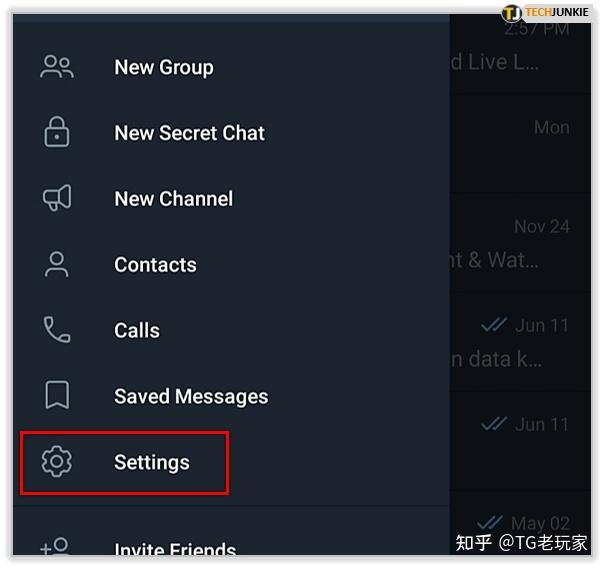 TJ TECHJUNKIE
2:57 PM
New Group
d Live L...
New Secret Chat
Mon
New Channel
Nov 24
Contacts
nt & Wat...
Calls
Jun 11
n data k...
Saved Messages
Jun 11
Settings
May 02
Invite Friends
知乎 @TG老玩家